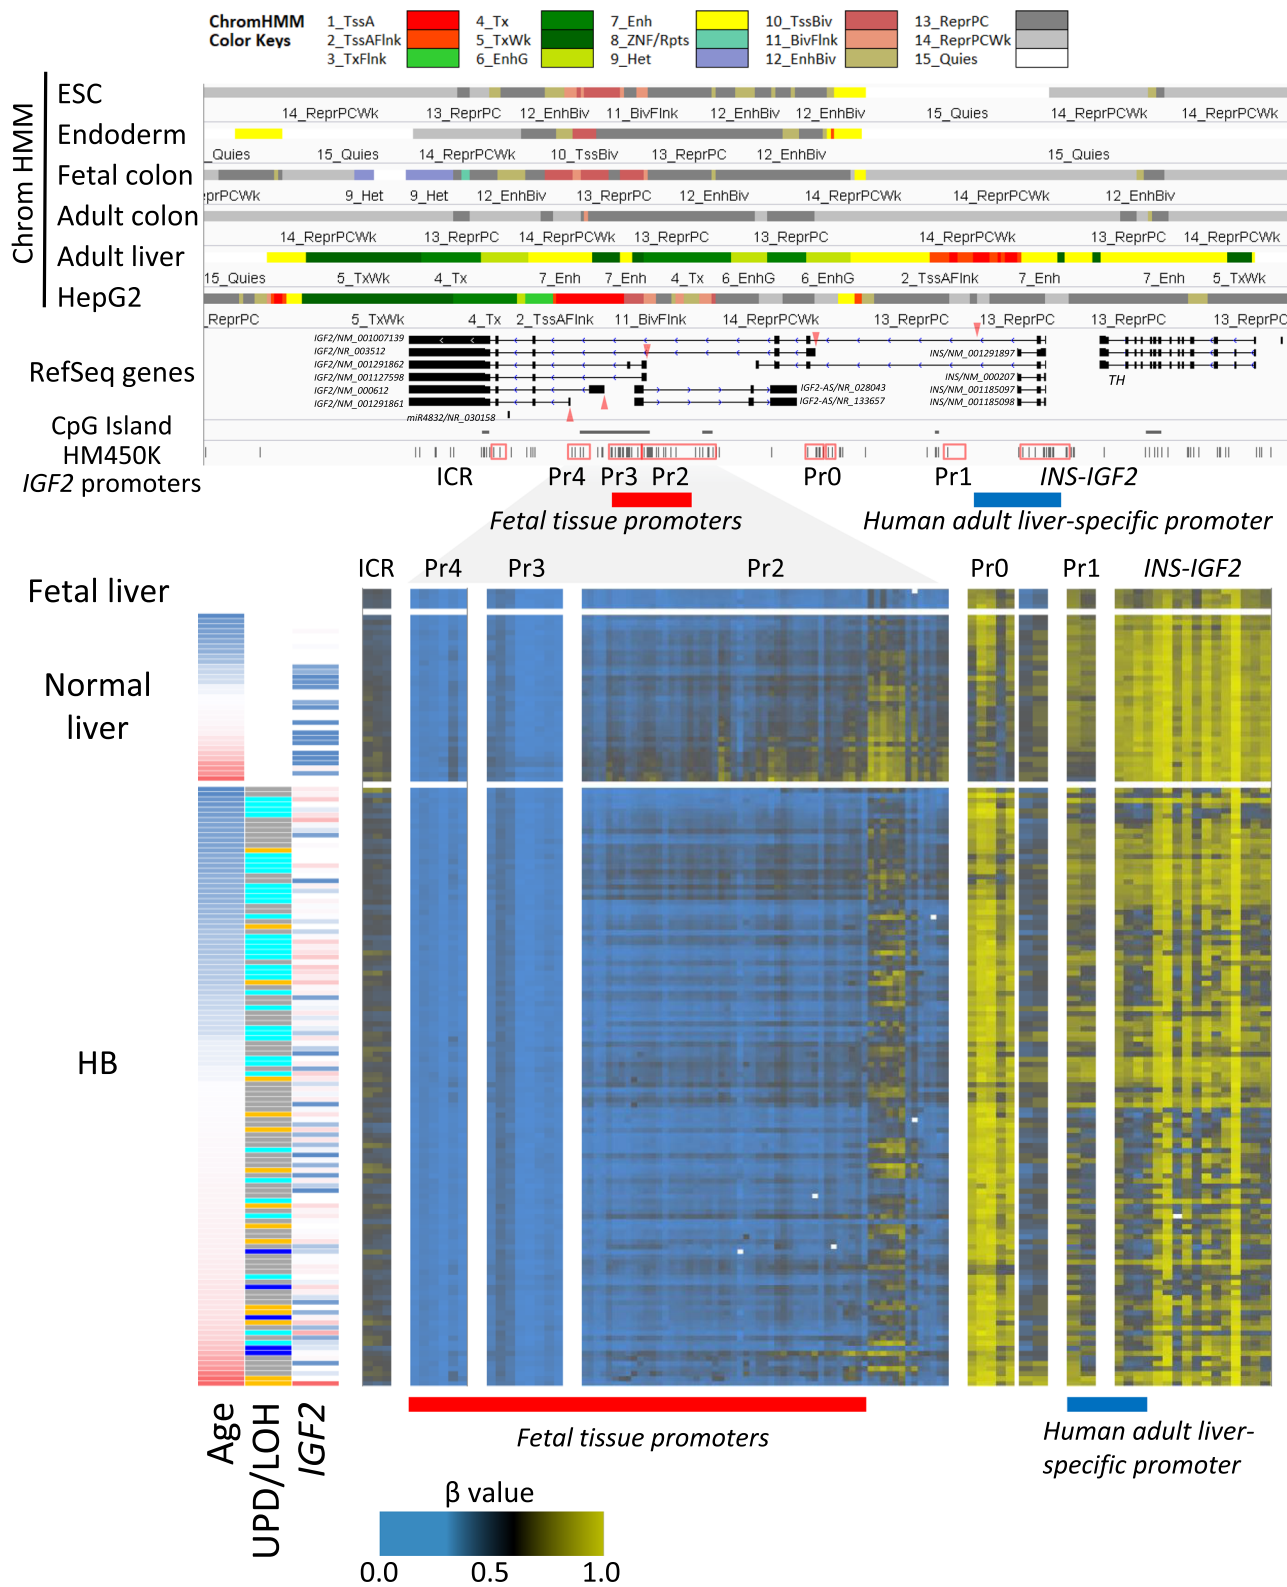 ChromHMM 1_TssA 4_Tx 7_Enh 10_TssBiv 13_ReprPC
Color Keys 2_TssAFlnk 5_TxWk 8_ZNF/Rpts 11_BivFlnk 14_ReprPCWk
3_TxFlnk 6_EnhG 9_Het 12_EnhBiv 15_Quies
Chrom HMM
ESC
14_ReprPCWk 13_ReprPC 12_EnhBiv 11_BivFlnk 12_EnhBiv 12_EnhBiv 15_Quies 14_ReprPCWk 14_ReprPCWk
Endoderm
_Quies 15_Quies 14_ReprPCWk 10_TssBiv 13_ReprPC 12_EnhBiv 15_Quies
Fetal colon
prPCWk 9_Het 9_Het 12_EnhBiv 13_ReprPC 12_EnhBiv 14_ReprPCWk 14_ReprPCWk 12_EnhBiv
Adult colon
14_ReprPCWk 13_ReprPC 14_ReprPCWk 13_ReprPC 13_ReprPC 14_ReprPCWk 13_ReprPC 14_ReprPCWk
Adult liver
15_Quies 5_TxWk 4_Tx 7_Enh 7_Enh 4_Tx 6_EnhG 6_EnhG 2_TssAFlnk 7_Enh 7_Enh 5_TxWk
HepG2
_ReprPC 5_TxWk 4_Tx 2_TssAFlnk 11_BivFlnk 14_ReprPCWk 13_ReprPC 13_ReprPC 13_ReprPC
RefSeq genes
IGF2/NM_001007139
IGF2/NR_003512 INS/NM_001291897
IGF2/NM_001291862
IGF2/NM_001127598 INS/NM_000207 TH
IGF2/NM_000612 IGF2-AS/NR_028043 INS/NM_001185097
IGF2/NM_001291861 IGF2-AS/NR_133657 INS/NM_001185098
miR4832/NR_030158
CpG Island
HM450K
IGF2 promoters ICR Pr4 Pr3 Pr2 Pr0 Pr1 INS-IGF2
Fetal tissue promoters Human adult liver-specific promoter
ICR Pr4 Pr3 Pr2 Pr0 Pr1 INS-IGF2
Fetal liver
Normal
liver
HB
Age
UPD/LOH
IGF2
Fetal tissue promoters
Human adult liver-
specific promoter
β value
0.0 0.5 1.0